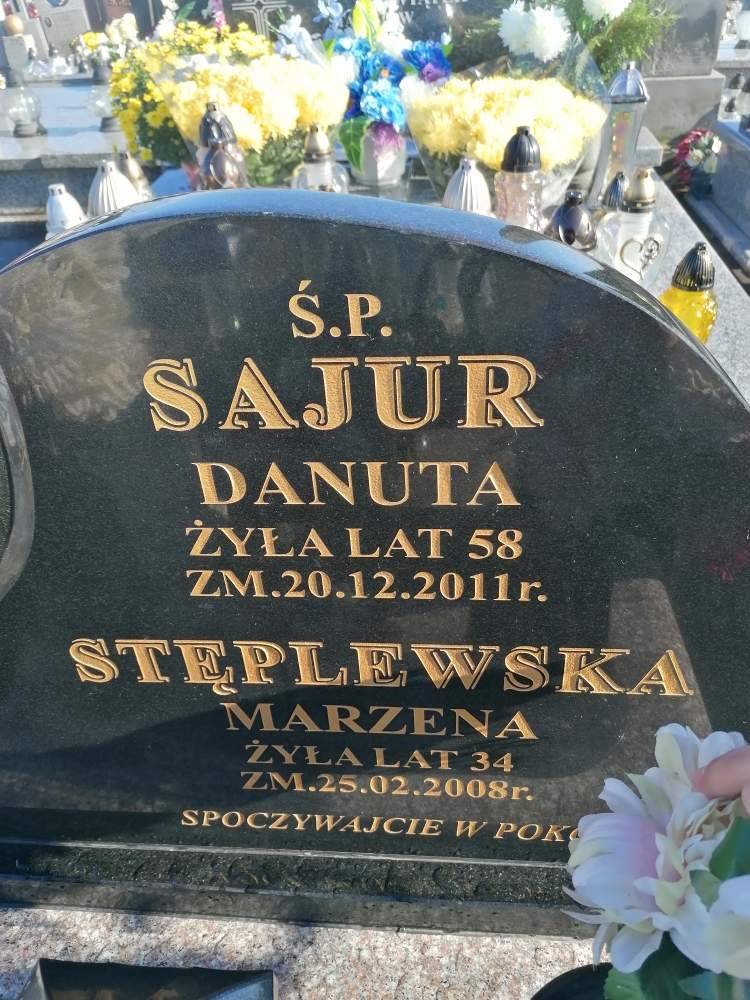 Ś.P.
SAJUR
DANUTA
ŻYŁA LAT 58
ZM.20.12.2011r.
STĘPLEWSKA
MARZENA
ŻYŁA LAT 34
ZM.25.02.2008r.
SPOCZYWAJCIE W